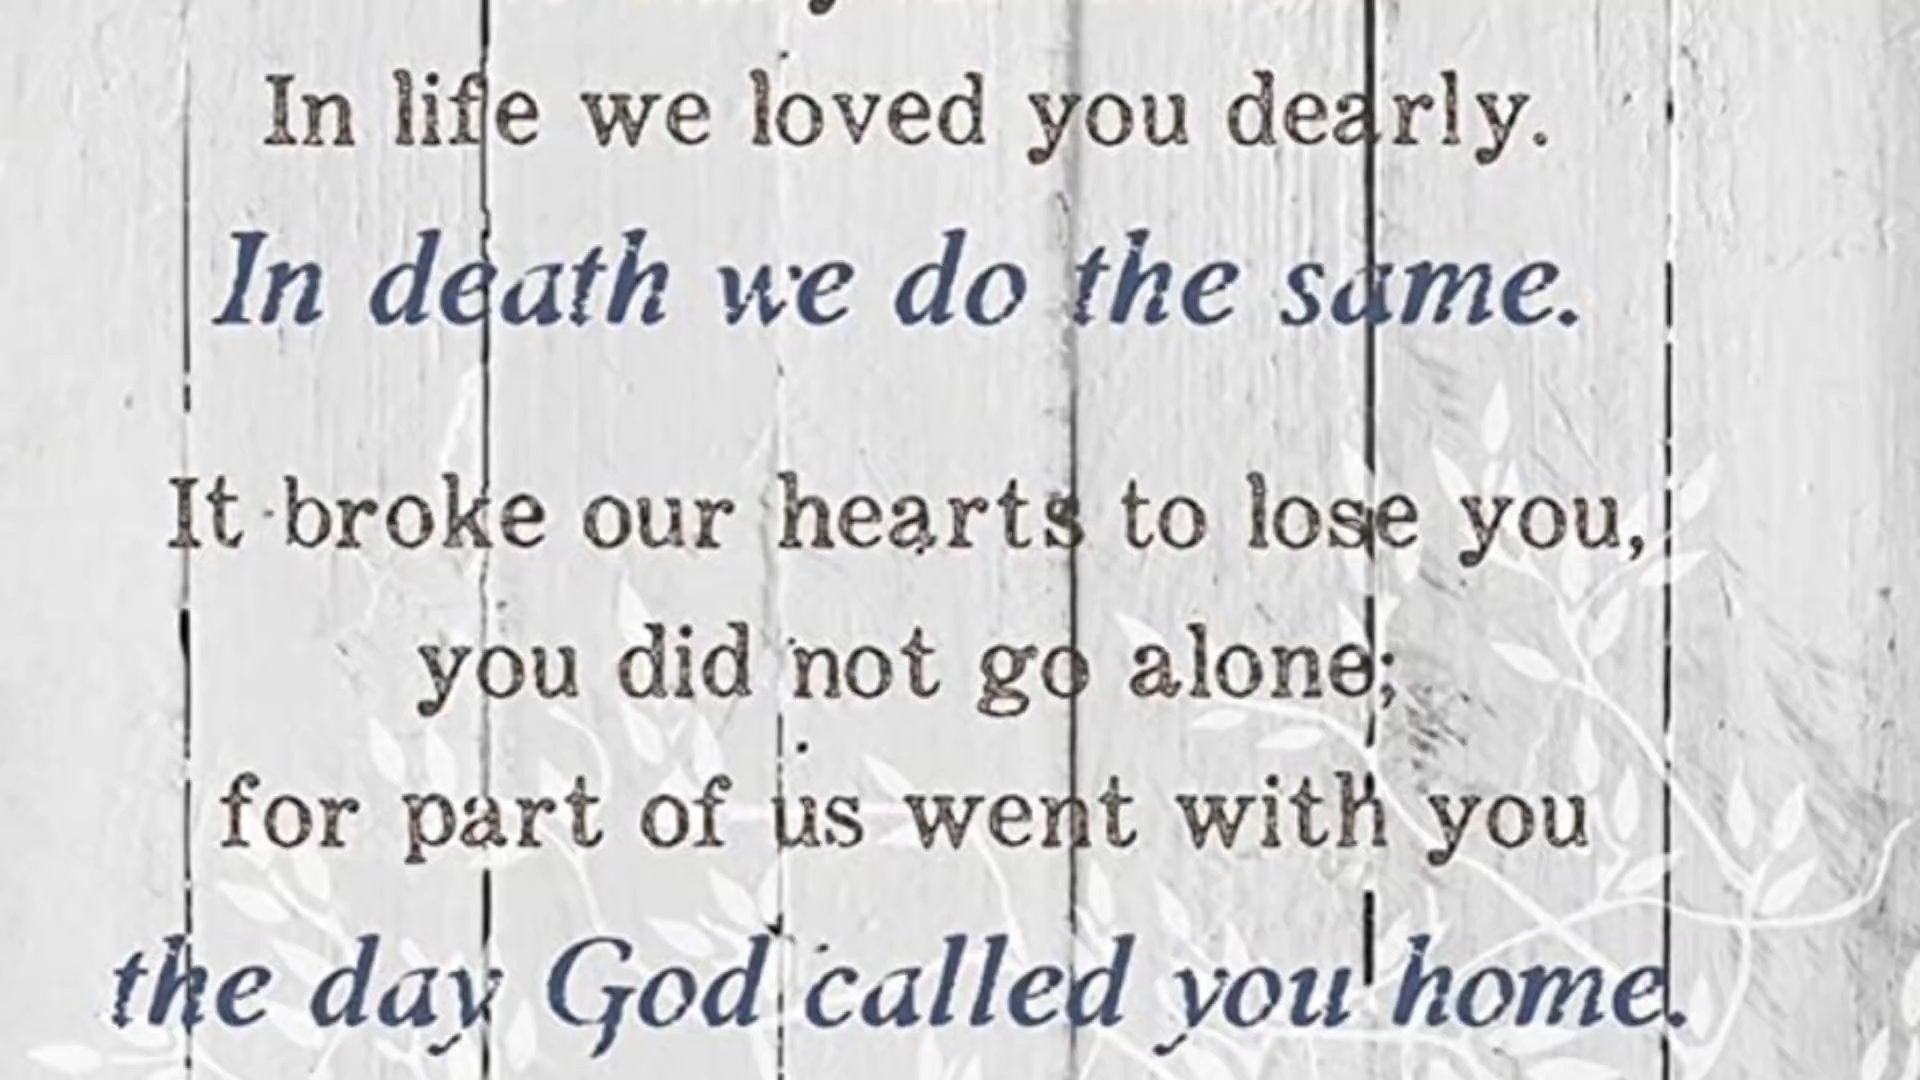 In life we loved you dearly.
In death we do the same.
It broke our hearts to lose you,
you did not go alone;
for part of us went with you
the day God called you home.